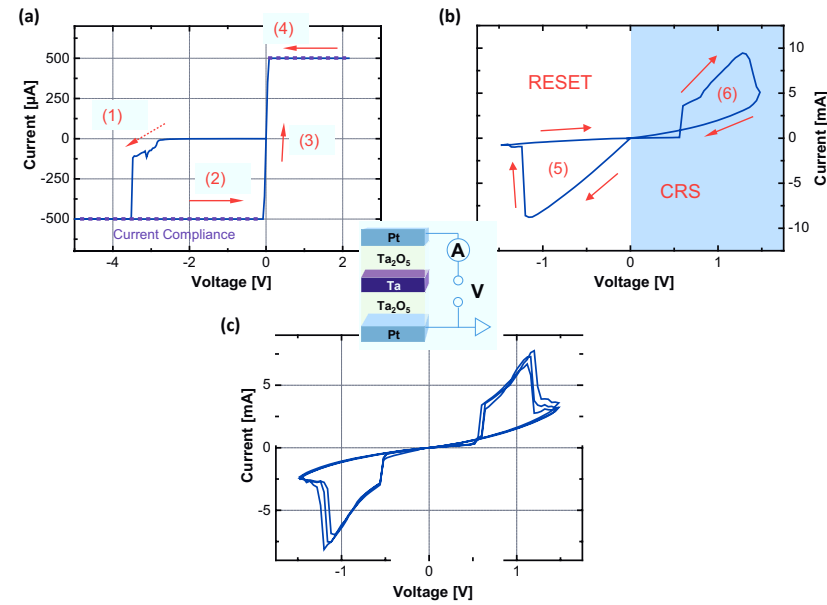 (a)
Current [µA]
500
250
0
-250
-500
(1)
(2)
(3)
(4)
Current Compliance
-4
-2
0
2
Voltage [V]
(b)
RESET
CRS
(5)
(6)
10
5
0
-5
-10
Current [mA]
-1
0
1
Voltage [V]
Pt
Ta₂O₅
Ta
Ta₂O₅
Pt
A
V
(c)
Current [mA]
5
0
-5
-1
0
1
Voltage [V]